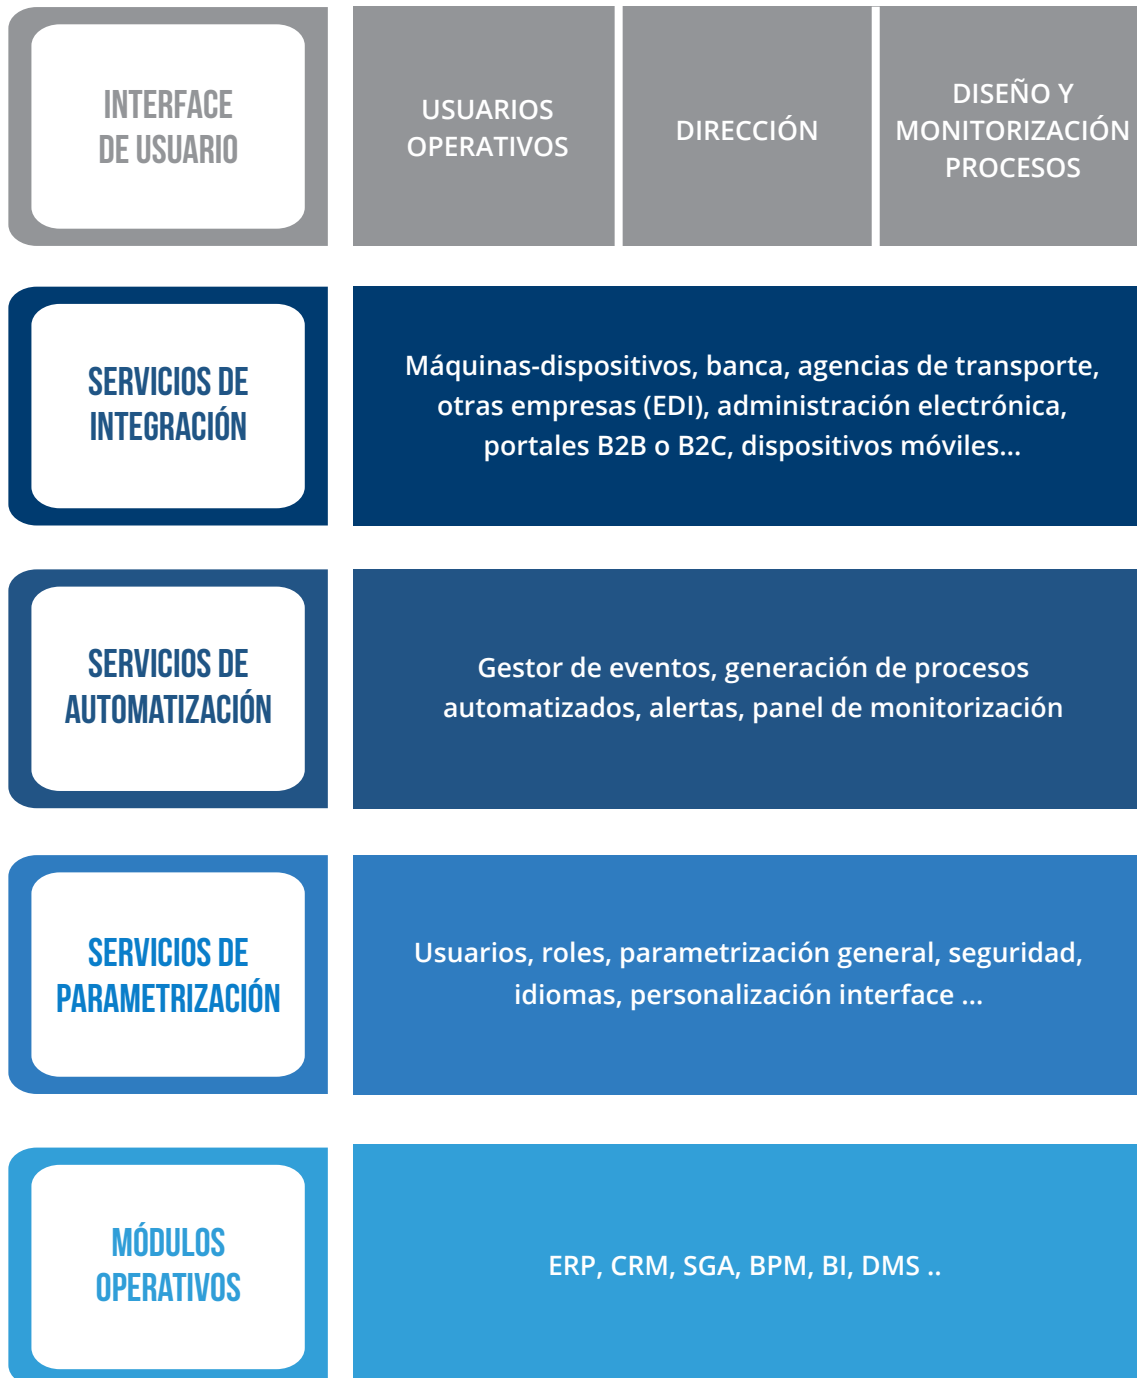 INTERFACE
DE USUARIO
USUARIOS
OPERATIVOS
DIRECCIÓN
DISEÑO Y
MONITORIZACIÓN
PROCESOS
SERVICIOS DE
INTEGRACIÓN
Máquinas-dispositivos, banca, agencias de transporte,
otras empresas (EDI), administración electrónica,
portales B2B o B2C, dispositivos móviles...
SERVICIOS DE
AUTOMATIZACIÓN
Gestor de eventos, generación de procesos
automatizados, alertas, panel de monitorización
SERVICIOS DE
PARAMETRIZACIÓN
Usuarios, roles, parametrización general, seguridad,
idiomas, personalización interface ...
MÓDULOS
OPERATIVOS
ERP, CRM, SGA, BPM, BI, DMS ..